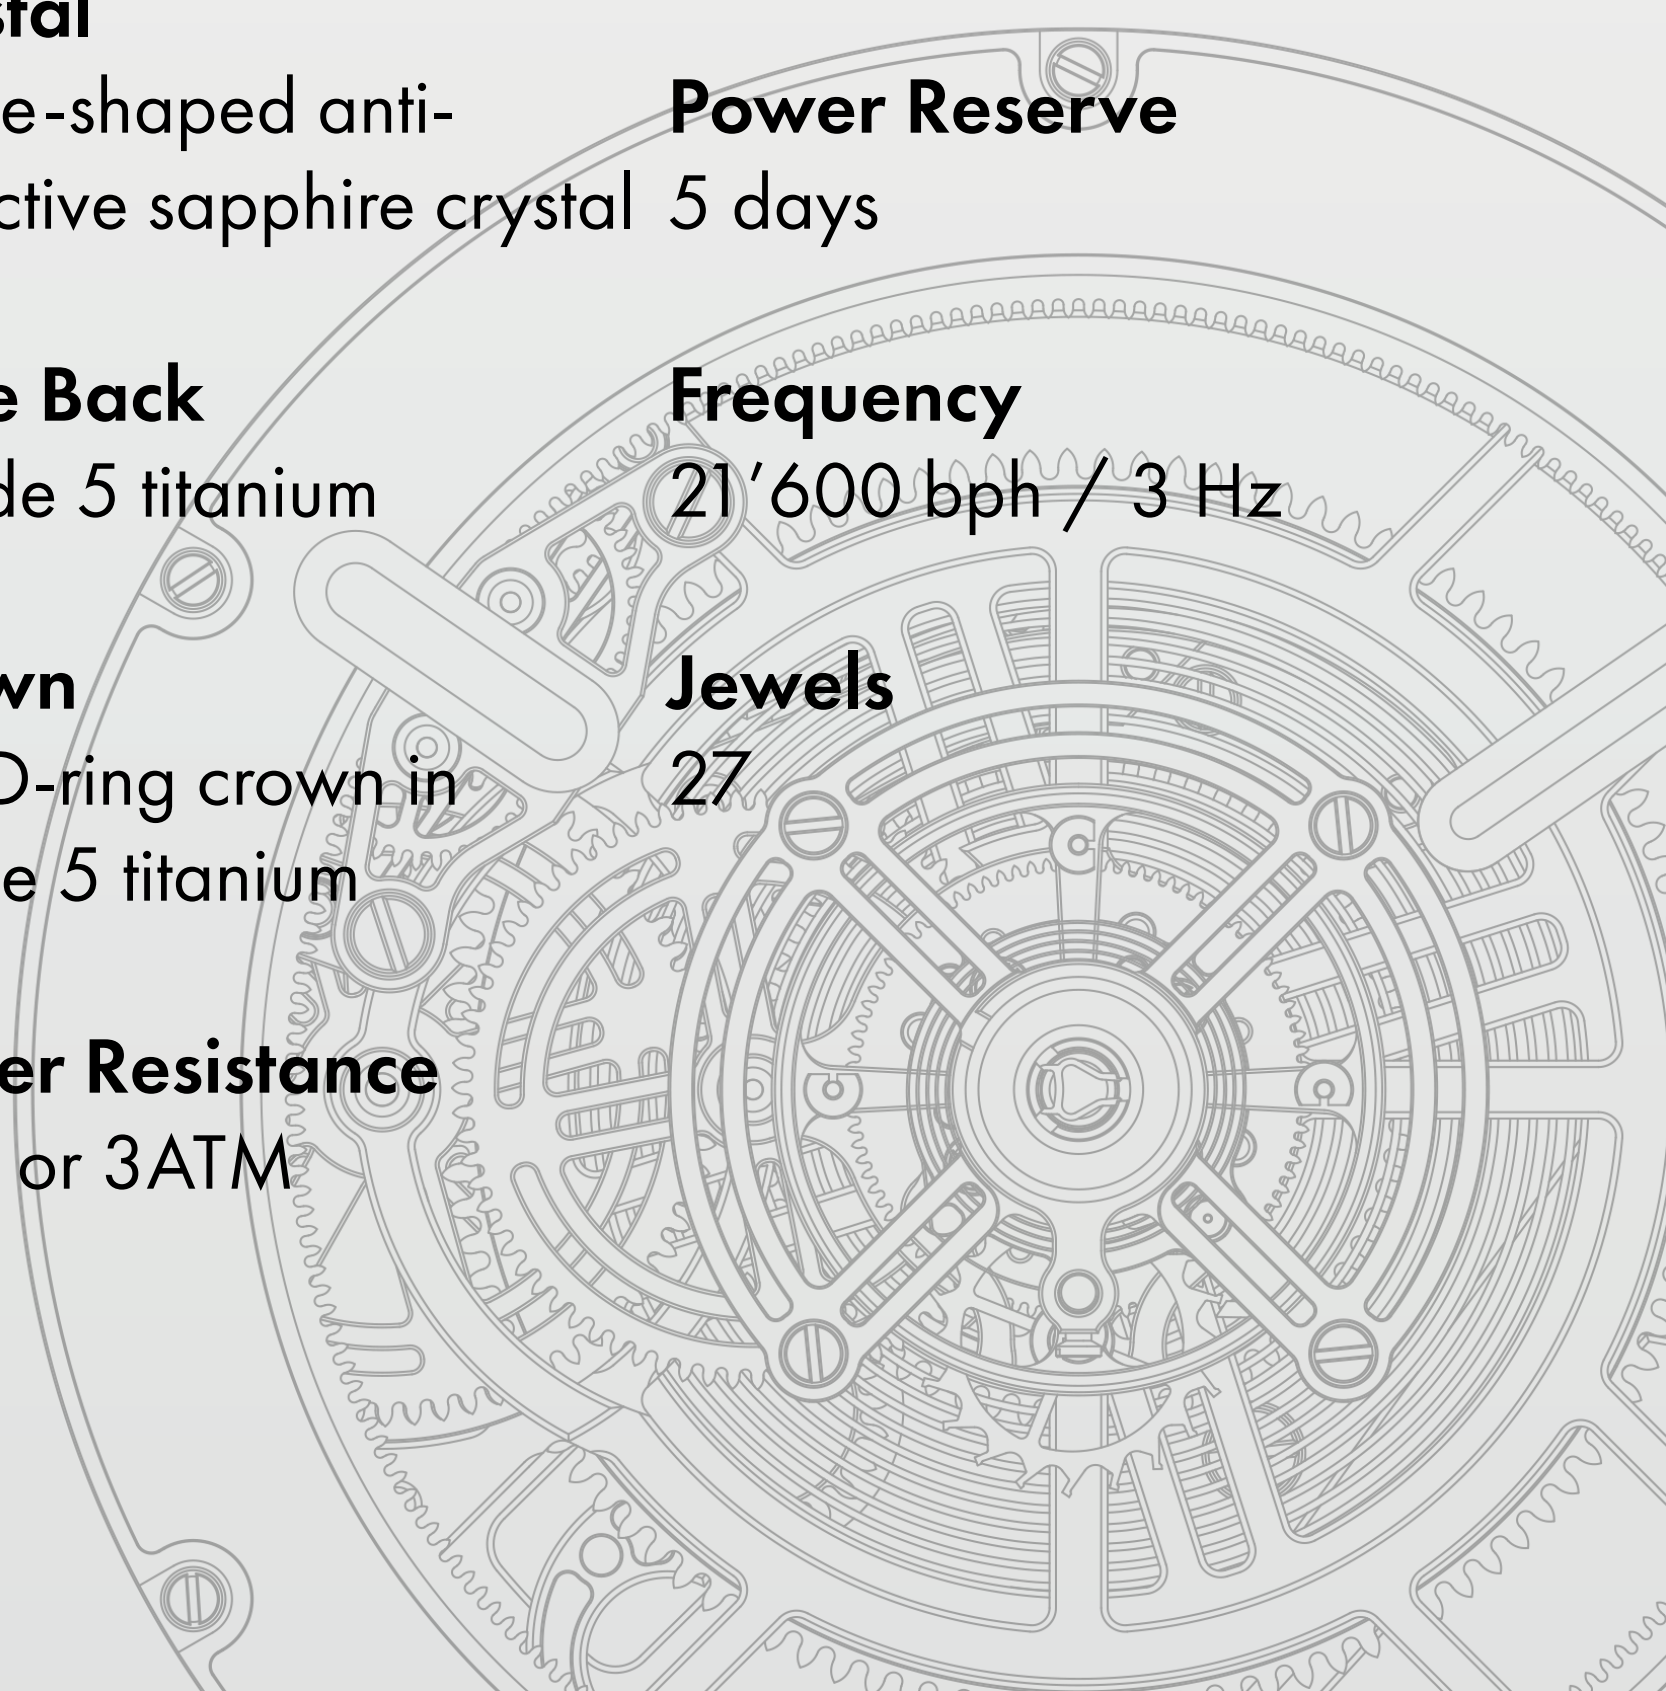 stal
e-shaped anti-
ctive sapphire crystal
e Back
de 5 titanium
wn
D-ring crown in
e 5 titanium
er Resistance
or 3ATM
Power Reserve
5 days
Frequency
21’600 bph / 3 Hz
Jewels
27